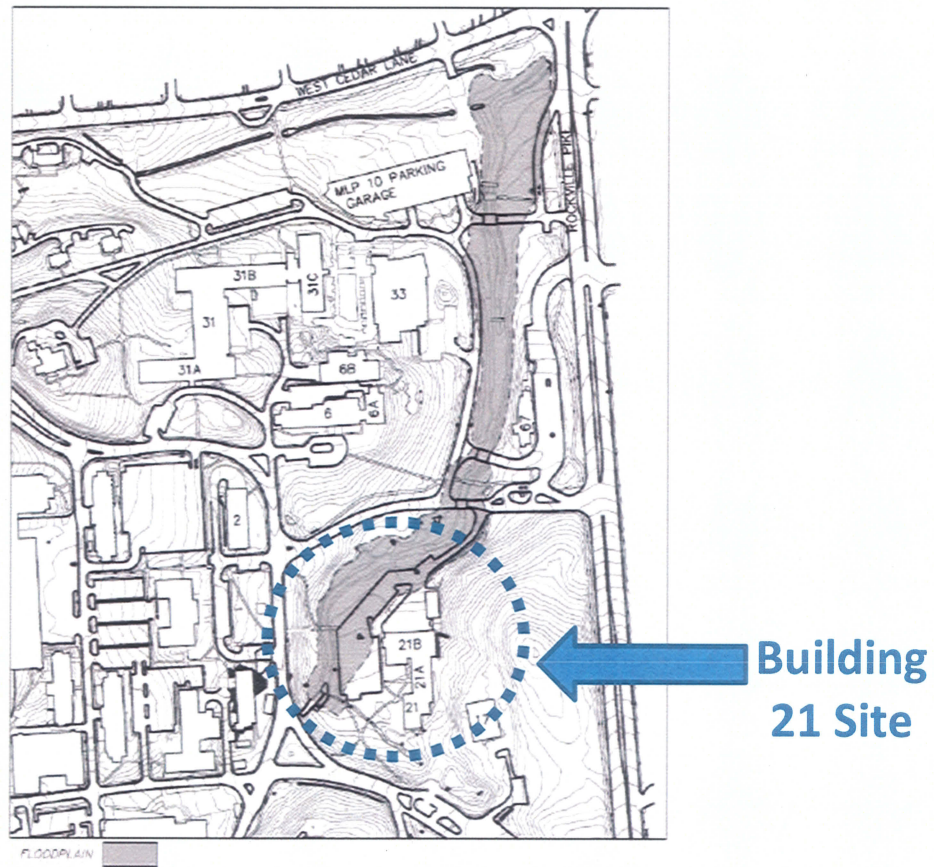 WEST CEDAR LANE
ROCKVILLE PIKE
MLP 10 PARKING
GARAGE
31B
31C
33
31
31A
6B
6A
6
67
2
21B
21A
21
Building
21 Site
FLOODPLAIN